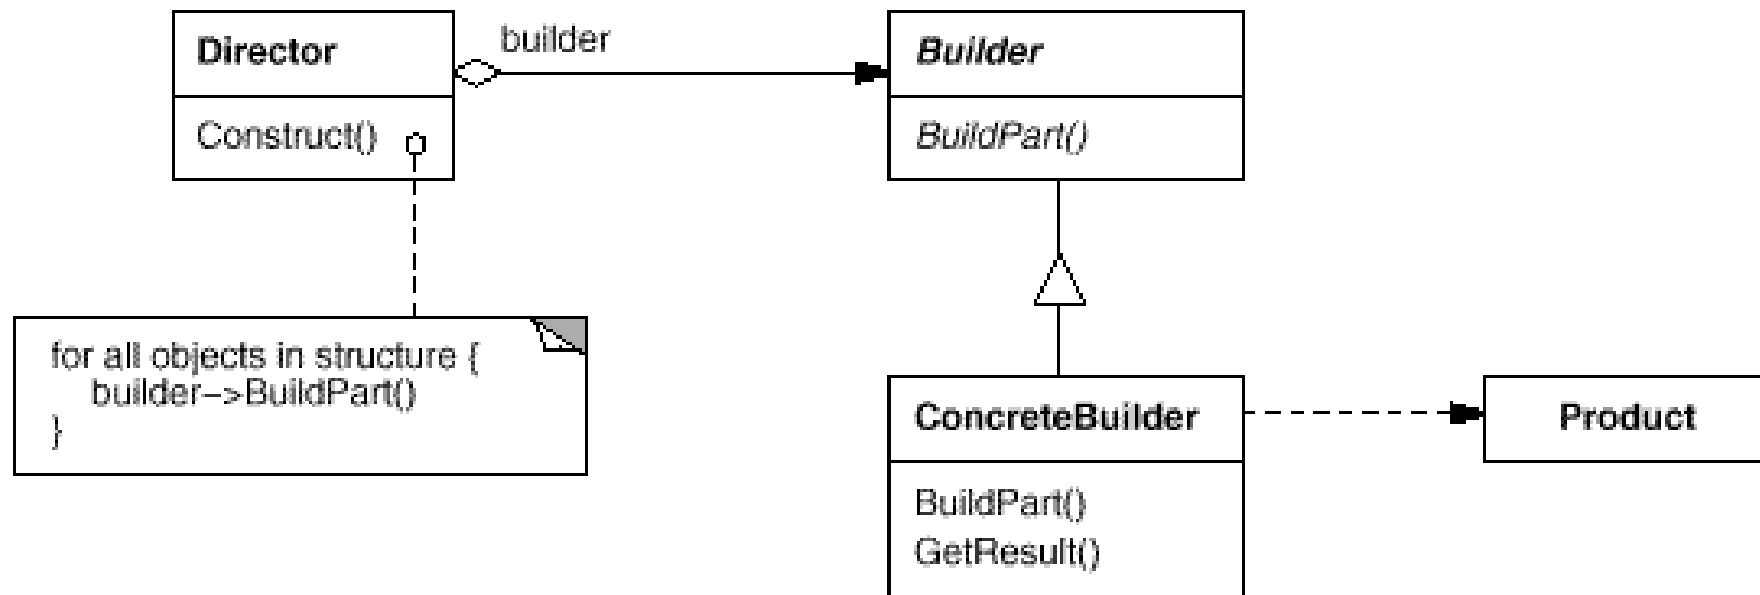 Director
Construct()
builder
Builder
BuildPart()
for all objects in structure {
builder->BuildPart()
}
ConcreteBuilder
BuildPart()
GetResult()
Product